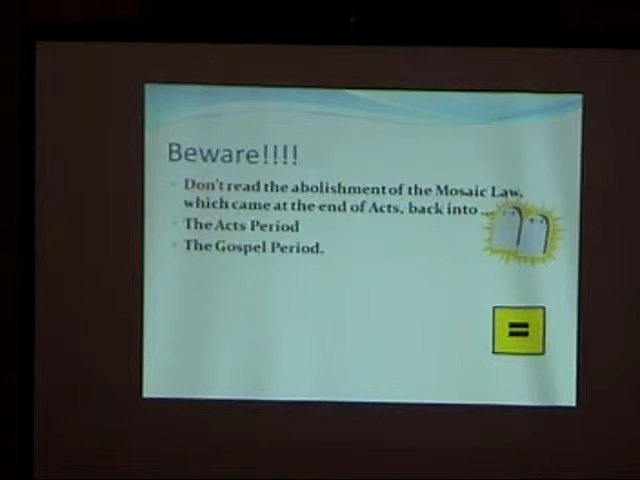 Beware!!!!
Don't read the abolishment of the Mosaic Law,
which came at the end of Acts, back into ...
The Acts Period
The Gospel Period.
=